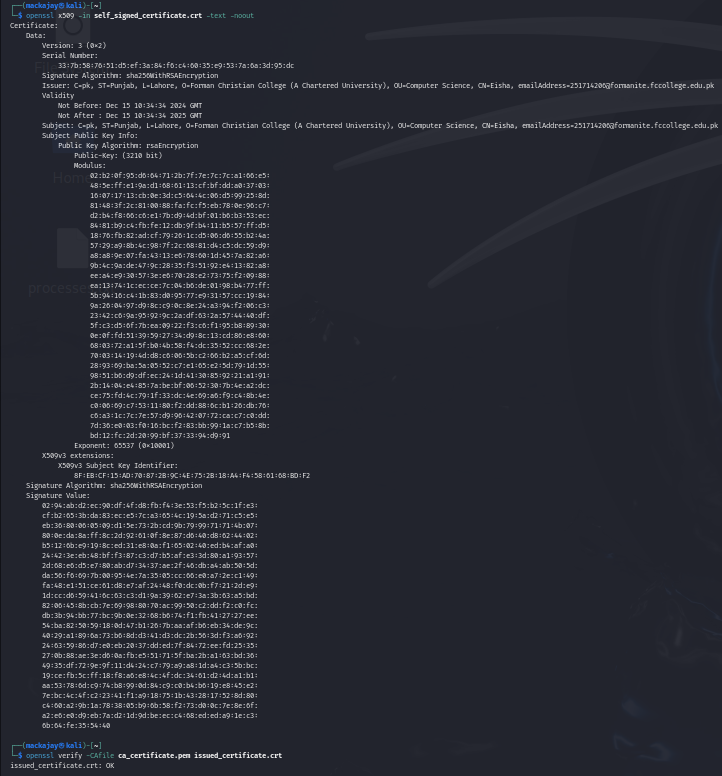 ┌──(mackajay㉿kali)-[~]
└─$ openssl x509 -in self_signed_certificate.crt -text -noout
Certificate:
Data:
Version: 3 (0×2)
Serial Number:
33:7b:58:76:51:d5:ef:3a:84:f6:c4:60:35:e9:53:7a:6a:3d:95:dc
Signature Algorithm: sha256WithRSAEncryption
Issuer: C=pk, ST=Punjab, L=Lahore, O=Forman Christian College (A Chartered University), OU=Computer Science, CN=Eisha, emailAddress=251714206@formanite.fccollege.edu.pk
Validity
Not Before: Dec 15 10:34:34 2024 GMT
Not After : Dec 15 10:34:34 2025 GMT
Subject: C=pk, ST=Punjab, L=Lahore, O=Forman Christian College (A Chartered University), OU=Computer Science, CN=Eisha, emailAddress=251714206@formanite.fccollege.edu.pk
Subject Public Key Info:
Public Key Algorithm: rsaEncryption
Public-Key: (3210 bit)
Modulus:
02:b2:0f:95:d6:64:71:2b:7f:7e:7c:7c:a1:66:e5:
48:5e:ff:e1:9a:d1:68:61:13:cf:bf:dd:a0:37:03:
16:07:17:13:cb:0e:3d:c5:64:4c:06:d5:99:25:8d:
81:48:3f:2c:81:00:88:fa:fc:f5:eb:78:0e:96:c7:
d2:b4:f8:66:c6:e1:7b:d9:4d:bf:01:b6:b3:53:ec:
84:81:b9:c4:fb:fe:12:db:9f:b4:11:b5:57:ff:d5:
18:76:fb:82:ad:cf:79:26:1c:d5:06:d6:55:b2:4a:
57:29:a9:8b:4c:98:7f:2c:68:81:d4:c5:dc:59:d9:
a8:a8:9e:07:fa:43:13:e6:78:60:1d:45:7a:82:a6:
9b:4c:9a:de:47:9c:28:35:f3:51:92:e4:13:82:a8:
ee:a4:e9:30:57:3e:e6:70:28:e2:73:75:f2:09:88:
ea:13:74:1c:ec:ce:7c:04:b6:de:01:98:b4:77:ff:
5b:94:16:c4:1b:83:d0:95:77:e9:31:57:cc:19:84:
9a:26:04:97:d9:8c:c9:0c:8e:24:a3:94:f2:06:c3:
23:42:c6:9a:95:92:9c:2a:df:63:2a:57:44:40:df:
5f:c3:d5:6f:7b:ea:09:22:f3:c6:f1:95:b8:89:30:
0e:0f:fd:51:39:59:27:34:d9:8c:13:cd:86:e8:60:
68:03:72:a1:5f:b0:4b:58:f4:dc:35:52:cc:68:2e:
70:03:14:19:4d:d8:c6:06:5b:c2:66:b2:a5:cf:6d:
28:93:69:ba:5a:05:52:c7:e1:65:e2:5d:79:1d:55:
98:51:b6:d9:df:ec:24:1d:41:30:85:92:21:a1:91:
2b:14:04:e4:85:7a:be:bf:06:52:30:7b:4e:a2:dc:
ce:75:fd:4c:79:1f:33:dc:4e:69:a6:f9:c4:8b:4e:
c0:06:69:c7:53:11:80:f2:dd:88:6c:b1:26:db:76:
c6:a3:1c:7c:7e:57:d9:96:42:07:72:ca:c7:c0:dd:
7d:36:e0:03:f0:16:bc:f2:83:bb:99:1a:c7:b5:8b:
bd:12:fc:2d:20:99:bf:37:33:94:d9:91
Exponent: 65537 (0×10001)
X509v3 extensions:
X509v3 Subject Key Identifier:
8F:EB:CF:15:AD:70:87:2B:9C:4E:75:2B:18:A4:F4:58:61:68:BD:F2
Signature Algorithm: sha256WithRSAEncryption
Signature Value:
02:94:ab:d2:ec:90:df:4f:d8:fb:f4:3e:53:f5:b2:5c:1f:e3:
cf:b2:65:3b:da:83:ec:e5:7c:a3:65:4c:19:5a:d2:71:c5:e5:
eb:36:80:06:05:09:d1:5e:73:2b:cd:9b:79:99:71:71:4b:07:
80:0e:da:8a:ff:8c:2d:92:61:0f:8e:87:d6:40:d8:62:44:02:
b5:12:6b:e9:19:8c:ed:31:e8:0a:f1:65:02:40:ed:b4:af:a0:
24:42:3e:eb:48:bf:f3:87:c3:d7:b5:af:e3:3d:80:a1:93:57:
2d:68:e6:d5:e7:80:ab:d7:34:37:ae:2f:46:db:a4:ab:50:5d:
da:56:f6:69:7b:00:95:4e:7a:35:05:cc:66:e0:a7:2e:c1:49:
fa:48:e1:51:ce:61:d8:e7:af:24:48:f0:dc:0b:f7:21:2d:e9:
1d:cc:d6:59:41:6c:63:c3:d1:9a:39:62:e7:3a:3b:63:a5:bd:
82:06:45:8b:cb:7e:69:98:80:70:ac:99:50:c2:dd:f2:c0:fc:
db:3b:94:bb:77:bc:9b:0e:32:68:b6:74:f1:fb:41:27:27:ee:
54:ba:82:50:59:18:0d:47:b1:26:7b:aa:af:b6:eb:34:de:9c:
40:29:a1:89:6a:73:b6:8d:d3:41:d3:dc:2b:56:3d:f3:a6:92:
24:63:59:86:d7:e0:eb:20:37:dd:ed:7f:84:72:ee:fd:25:35:
27:0b:88:ae:3e:d6:0a:fb:e5:51:71:5f:ba:2b:a1:63:bd:36:
49:35:df:72:9e:9f:11:d4:24:c7:79:a9:a8:1d:a4:c3:5b:bc:
19:ce:fb:5c:ff:18:f8:a6:e8:4c:4f:dc:34:61:d2:4d:a1:b1:
aa:53:78:6d:c9:74:b8:99:0d:84:c9:c0:b4:b6:19:e8:45:e2:
7e:bc:4c:4f:c2:23:41:f1:a9:18:75:1b:43:28:17:52:8d:80:
c4:60:a2:9b:1a:78:38:05:b9:6b:58:f2:73:d0:0c:7e:8e:6f:
a2:e6:e0:d9:eb:7a:d2:1d:9d:be:ec:c4:68:ed:ed:a9:1e:c3:
6b:64:fe:35:54:40
┌──(mackajay㉿kali)-[~]
└─$ openssl verify -CAfile ca_certificate.pem issued_certificate.crt
issued_certificate.crt: OK